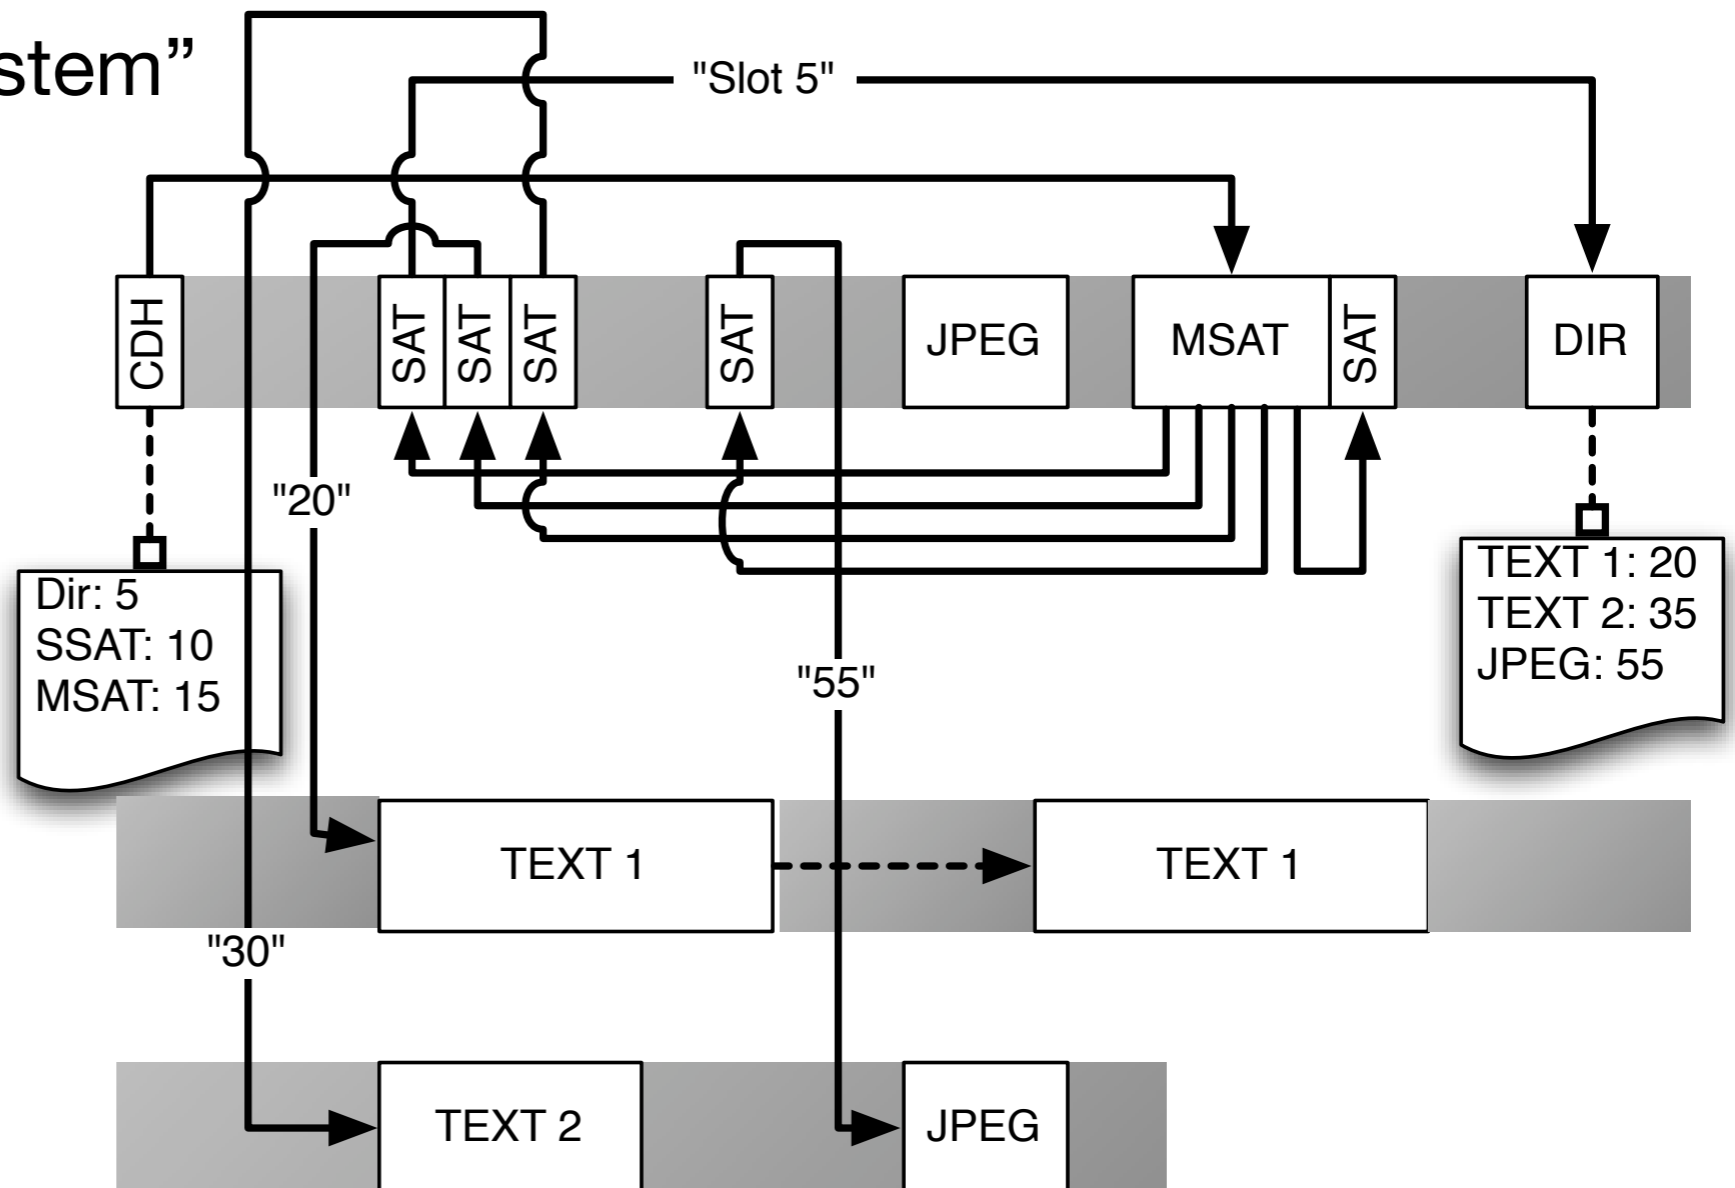 stem”
"Slot 5"
CDH
SAT
SAT
SAT
SAT
JPEG
MSAT
SAT
DIR
"20"
Dir: 5
SSAT: 10
MSAT: 15
TEXT 1: 20
TEXT 2: 35
JPEG: 55
"55"
TEXT 1
TEXT 1
"30"
TEXT 2
JPEG